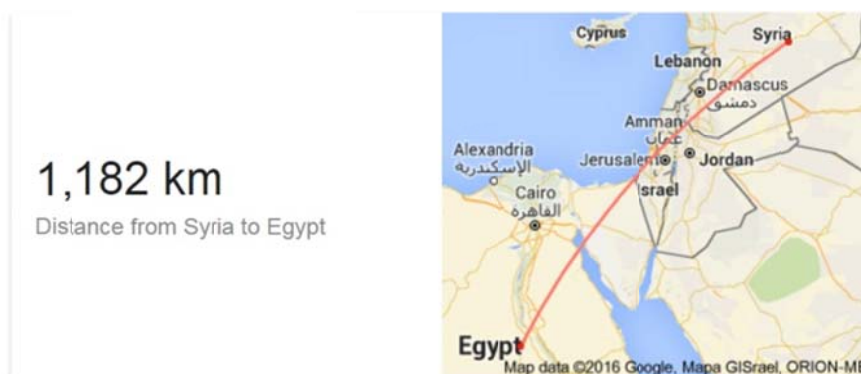 1,182 km
Distance from Syria to Egypt
Cyprus
Syria
Lebanon
Damascus
دمشق
Amman
عمان
Alexandria
الإسكندرية
Jerusalem
Jordan
Israel
Cairo
القاهرة
Egypt
Map data ©2016 Google, Mapa GISrael, ORION-ME